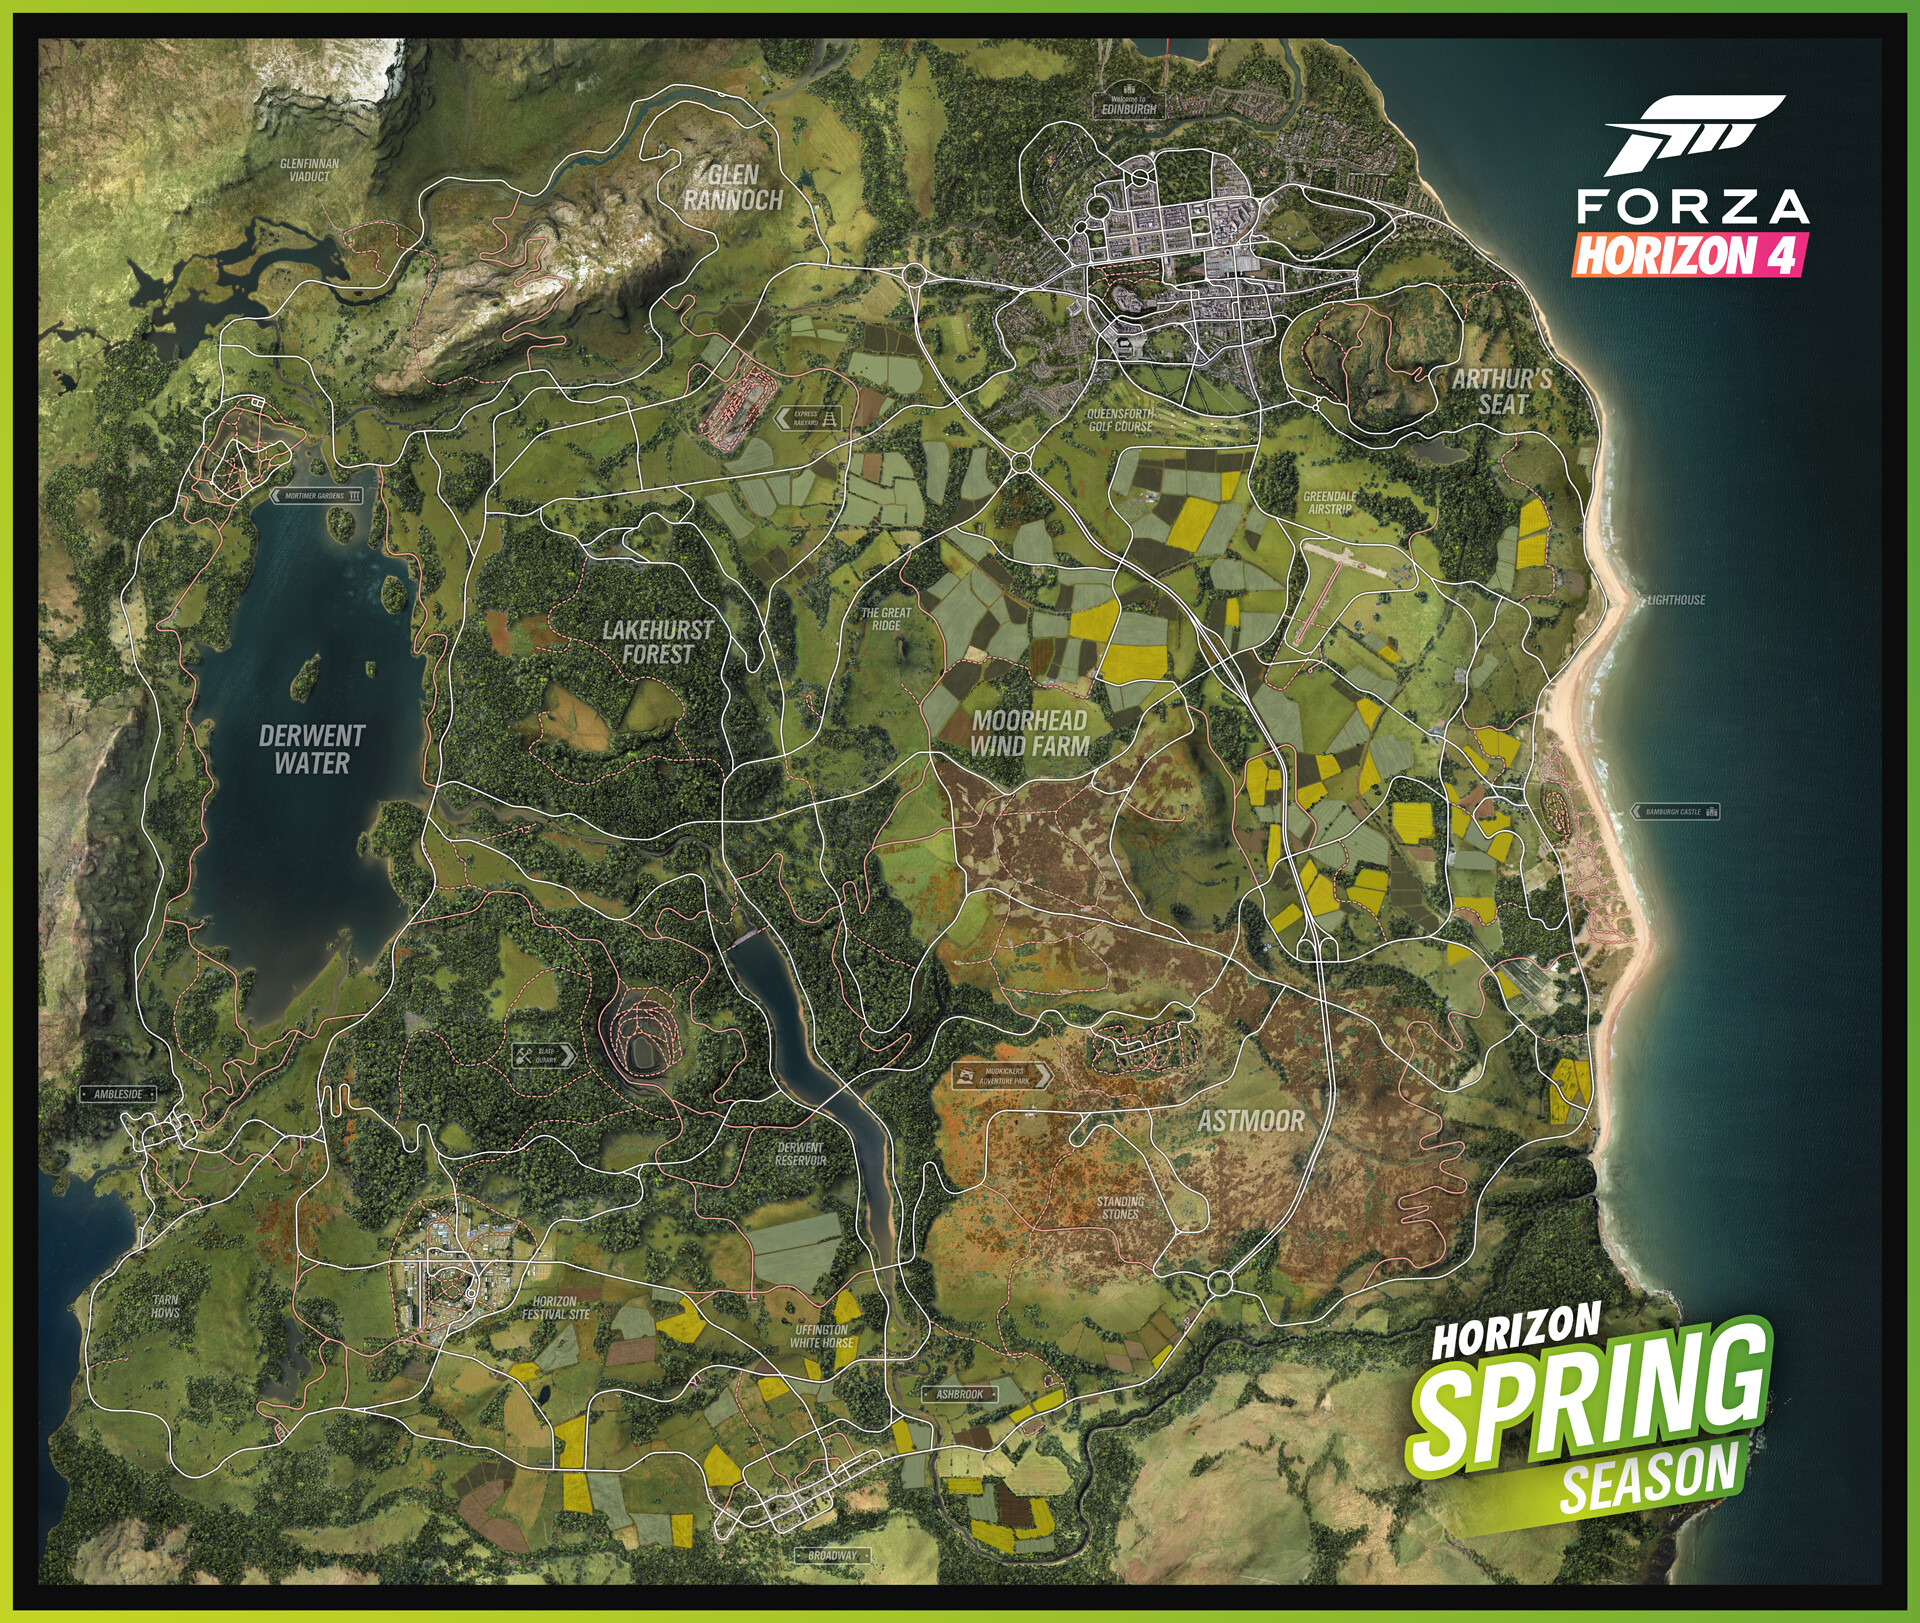 Welcome to
EDINBURGH
FORZA
HORIZON 4
GLENFINNAN
VIADUCT
GLEN
RANNOCH
ARTHUR'S
SEAT
EXPRESS
RAILYARD
QUEENSFORTH
GOLF COURSE
MORTIMER GARDENS
GREENDALE
AIRSTRIP
LIGHTHOUSE
THE GREAT
RIDGE
LAKEHURST
FOREST
DERWENT
WATER
MOORHEAD
WIND FARM
BAMBURGH CASTLE
SLATE
QUARRY
MUDKICKERS
ADVENTURE PARK
AMBLESIDE
ASTMOOR
DERWENT
RESERVOIR
STANDING
STONES
TARN
HOWS
HORIZON
FESTIVAL SITE
UFFINGTON
WHITE HORSE
ASHBROOK
BROADWAY
HORIZON
SPRING
SEASON